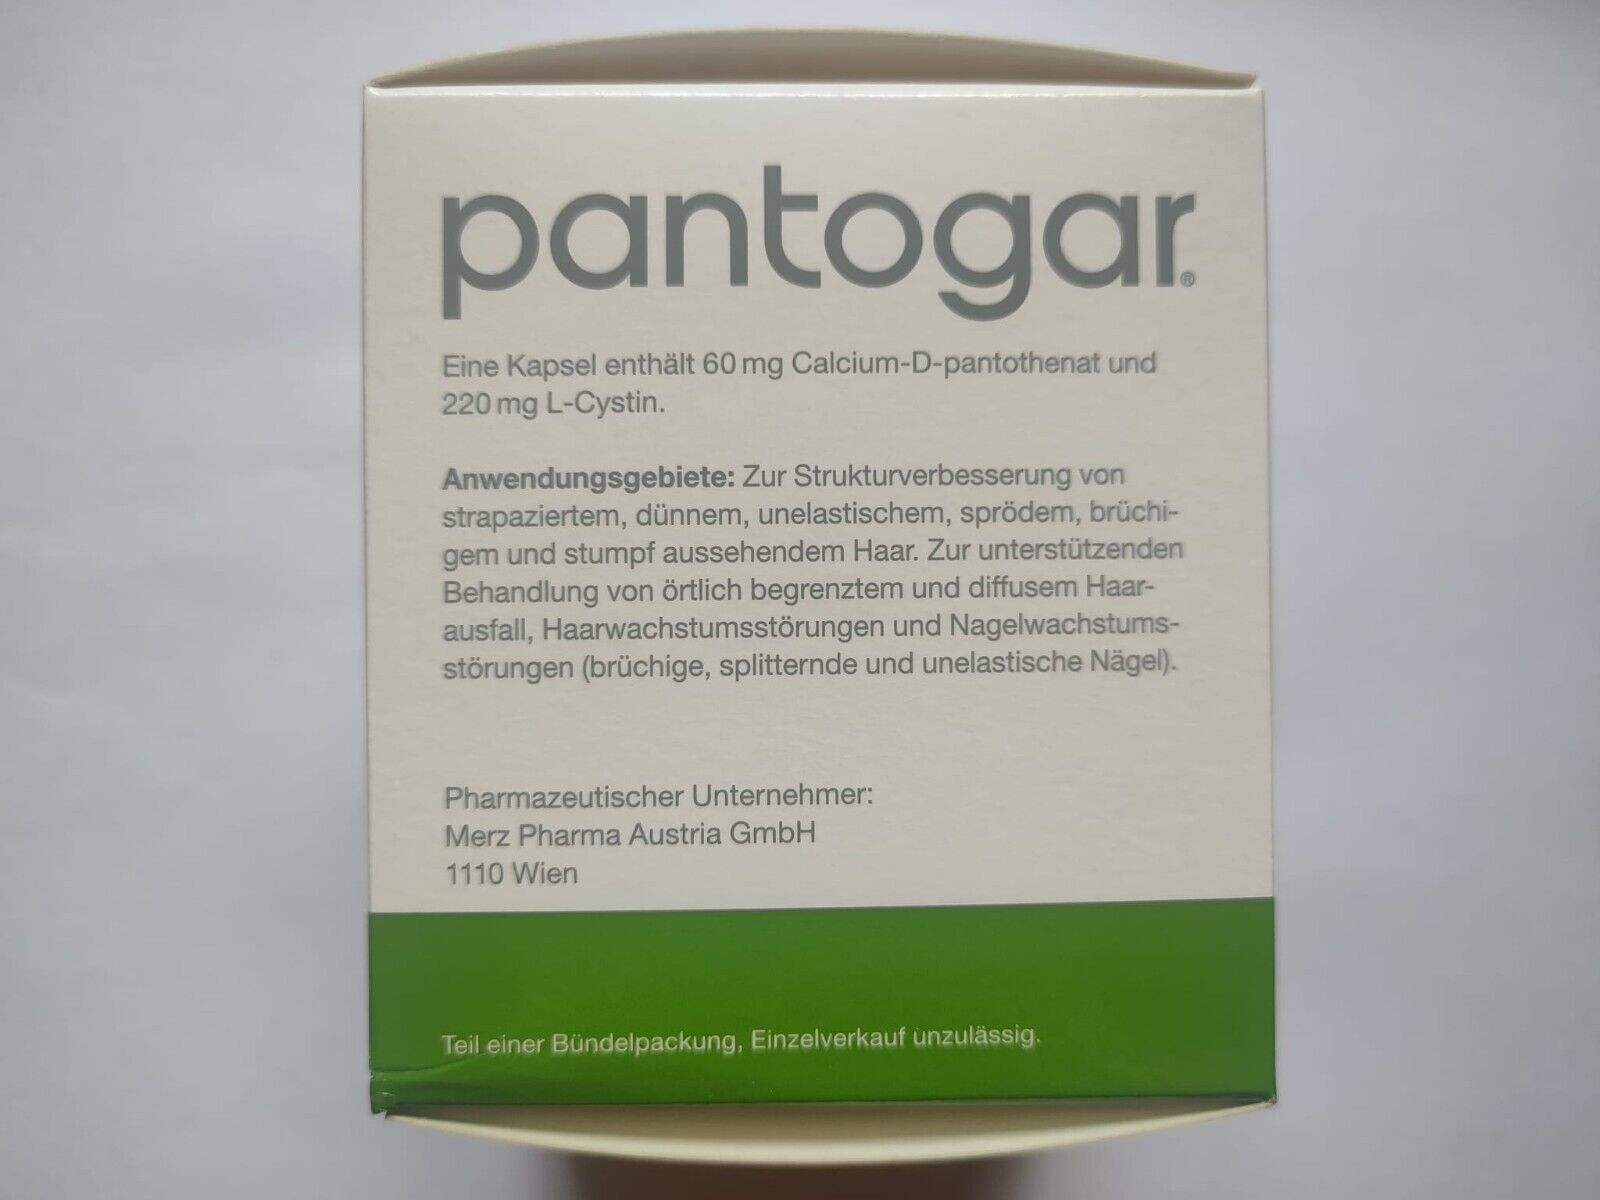 pantogar®
Eine Kapsel enthält 60 mg Calcium-D-pantothenat und
220 mg L-Cystin.
Anwendungsgebiete: Zur Strukturverbesserung von
strapaziertem, dünnem, unelastischem, sprödem, brüchi-
gem und stumpf aussehendem Haar. Zur unterstützenden
Behandlung von örtlich begrenztem und diffusem Haar-
ausfall, Haarwachstumsstörungen und Nagelwachstums-
störungen (brüchige, splitternde und unelastische Nägel).
Pharmazeutischer Unternehmer:
Merz Pharma Austria GmbH
1110 Wien
Teil einer Bündelpackung, Einzelverkauf unzulässig.